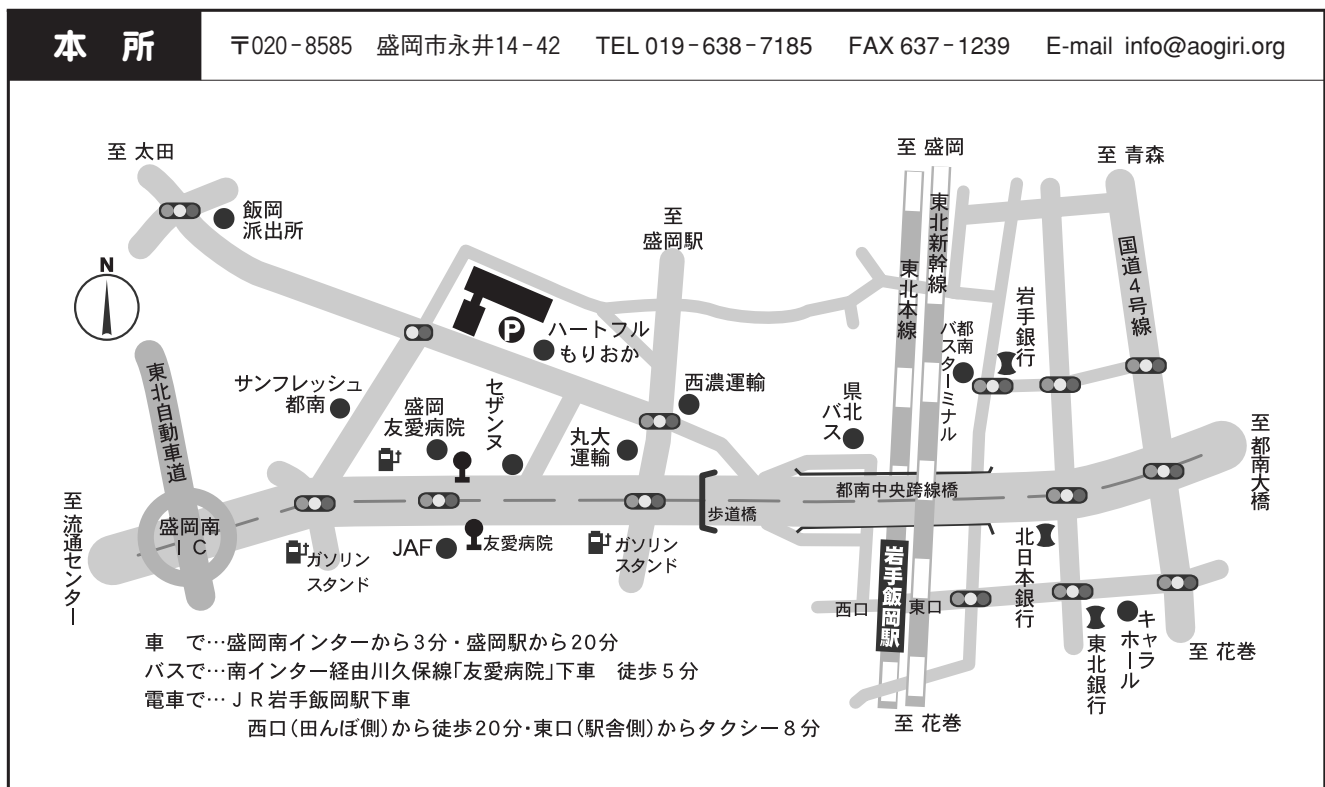 本 所
〒020-8585 盛岡市永井14-42 TEL 019-638-7185 FAX 637-1239 E-mail info@aogiri.org
至 太田
飯岡
派出所
N
至
盛岡駅
至 盛岡
至 青森
東北新幹線
東北本線
国道4号線
岩手銀行
都南
バスターミナル
P
ハートフル
もりおか
東北自動車道
サンフレッシュ
都南
盛岡
友愛病院
セザンヌ
丸大
運輸
西濃運輸
県北
バス
至 都南大橋
至 流通センター
盛岡南
IC
ガソリン
スタンド
JAF
友愛病院
ガソリン
スタンド
歩道橋
都南中央跨線橋
北日本銀行
西口
岩手飯岡駅
東口
東北銀行
キャラ
ホール
至 花巻
至 花巻
車 で…盛岡南インターから3分・盛岡駅から20分
バスで…南インター経由川久保線「友愛病院」下車 徒歩5分
電車で…JR岩手飯岡駅下車
西口(田んぼ側)から徒歩20分・東口(駅舎側)からタクシー8分